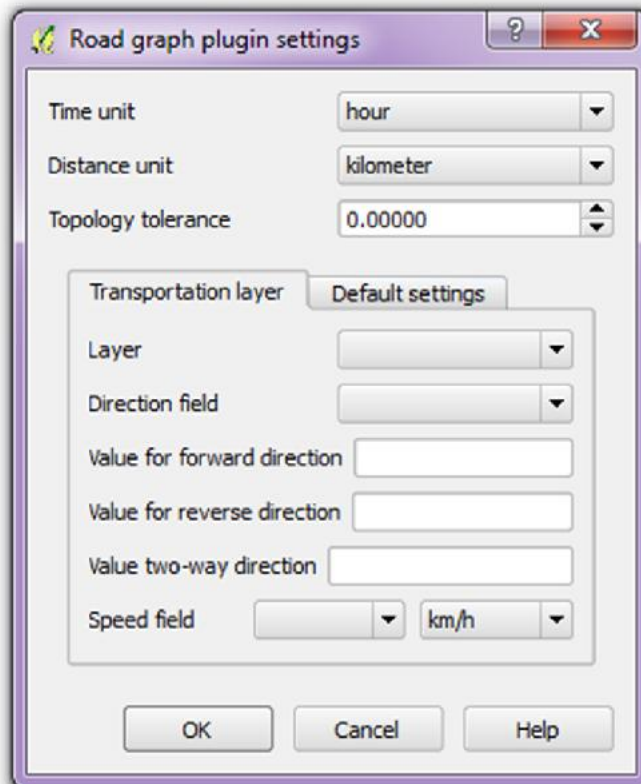 Road graph plugin settings ?
Time unit hour
Distance unit kilometer
Topology tolerance 0.00000
Transportation layer Default settings
Layer
Direction field
Value for forward direction
Value for reverse direction
Value two-way direction
Speed field km/h
OK Cancel Help